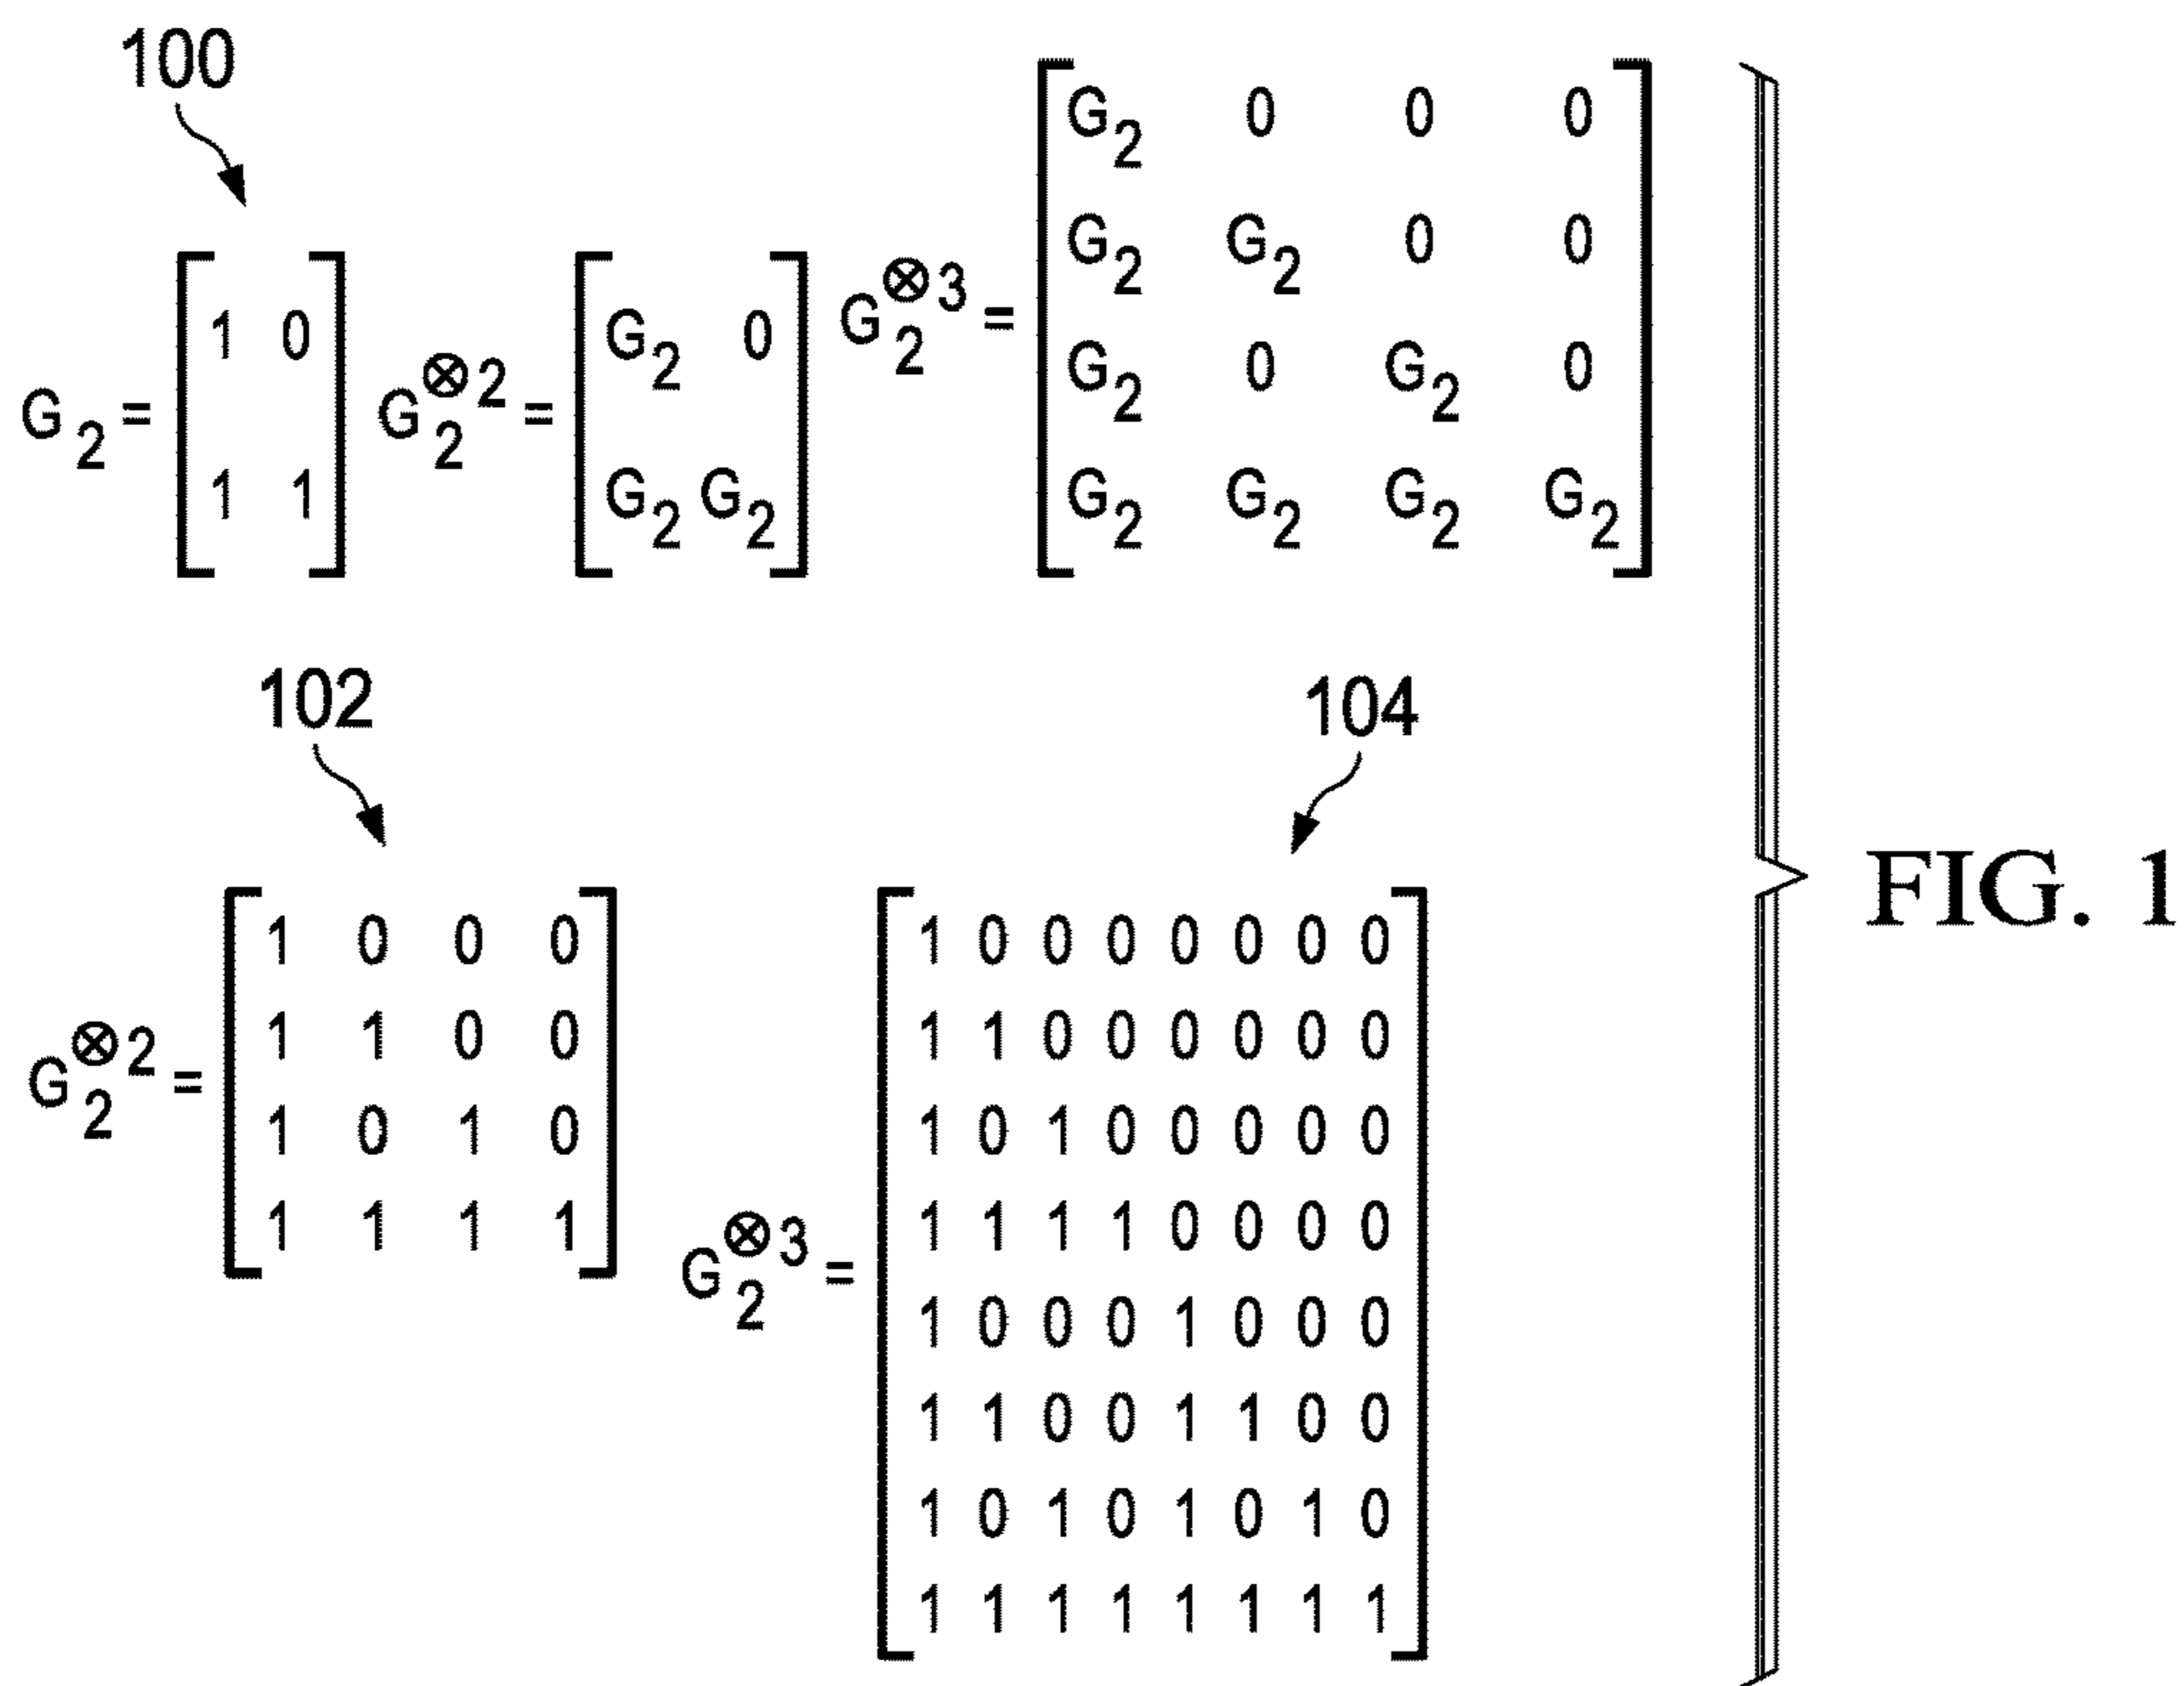 100
G₂ = [1 0
1 1]
G₂^⊗2 = [G₂ 0
G₂ G₂]
G₂^⊗3 = [G₂ 0 0 0
G₂ G₂ 0 0
G₂ 0 G₂ 0
G₂ G₂ G₂ G₂]
102
G₂^⊗2 = [1 0 0 0
1 1 0 0
1 0 1 0
1 1 1 1]
104
G₂^⊗3 = [1 0 0 0 0 0 0 0
1 1 0 0 0 0 0 0
1 0 1 0 0 0 0 0
1 1 1 1 0 0 0 0
1 0 0 0 1 0 0 0
1 1 0 0 1 1 0 0
1 0 1 0 1 0 1 0
1 1 1 1 1 1 1 1]
FIG. 1